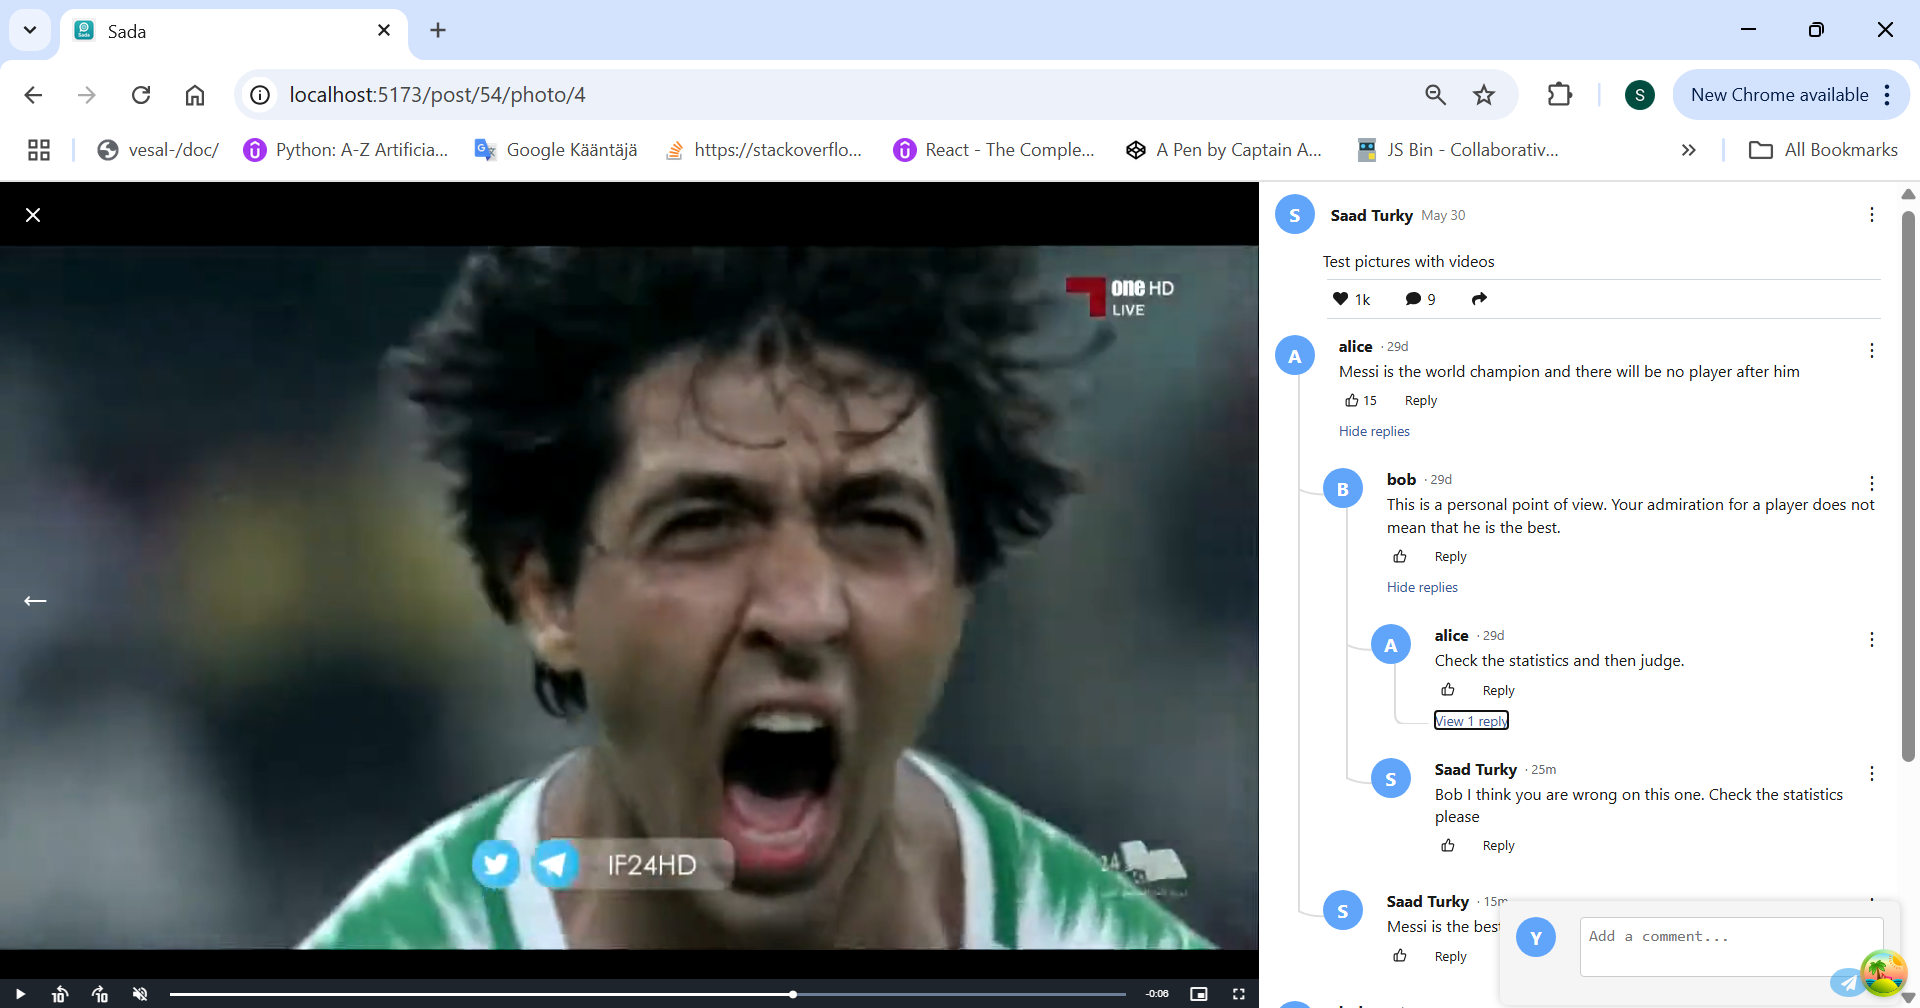 Sada
localhost:5173/post/54/photo/4
New Chrome available
S
vesal-/doc/
Python: A-Z Artificia...
Google Kääntäjä
https://stackoverflo...
React - The Comple...
A Pen by Captain A...
JS Bin - Collaborativ...
All Bookmarks
one HD
LIVE
IF24HD
-0:06
S
Saad Turky May 30
Test pictures with videos
1k
9
A
alice · 29d
Messi is the world champion and there will be no player after him
15 Reply
Hide replies
B
bob · 29d
This is a personal point of view. Your admiration for a player does not
mean that he is the best.
Reply
Hide replies
A
alice · 29d
Check the statistics and then judge.
Reply
View 1 reply
S
Saad Turky · 25m
Bob I think you are wrong on this one. Check the statistics
please
Reply
S
Saad Turky · 15m
Messi is the best
Reply
Y
Add a comment...